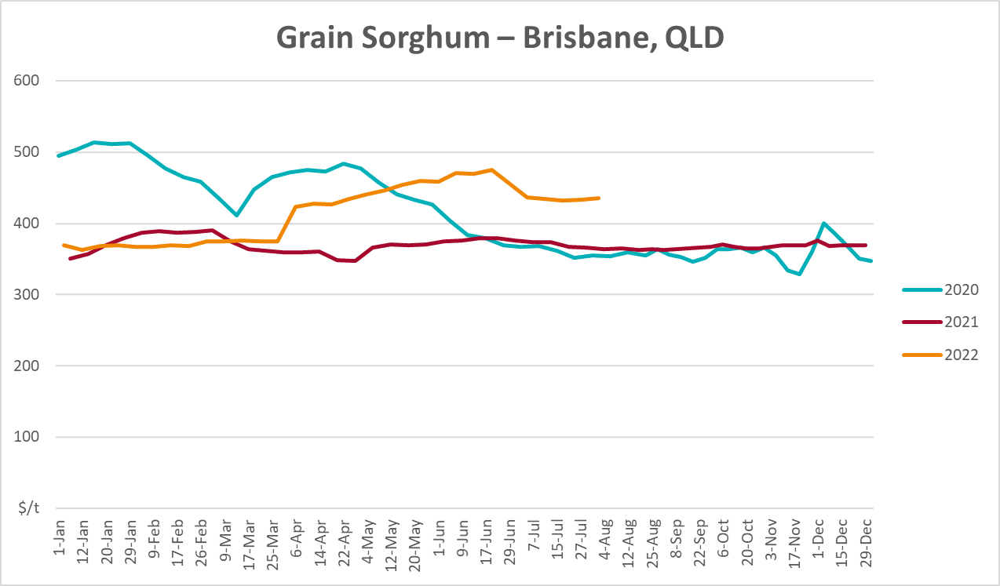 Grain Sorghum – Brisbane, QLD
600
500
400
300
200
100
$/t
1-Jan
12-Jan
20-Jan
29-Jan
9-Feb
17-Feb
26-Feb
9-Mar
17-Mar
25-Mar
6-Apr
14-Apr
22-Apr
4-May
12-May
20-May
1-Jun
9-Jun
17-Jun
29-Jun
7-Jul
15-Jul
27-Jul
4-Aug
12-Aug
25-Aug
8-Sep
22-Sep
6-Oct
20-Oct
3-Nov
17-Nov
1-Dec
15-Dec
29-Dec
2020
2021
2022